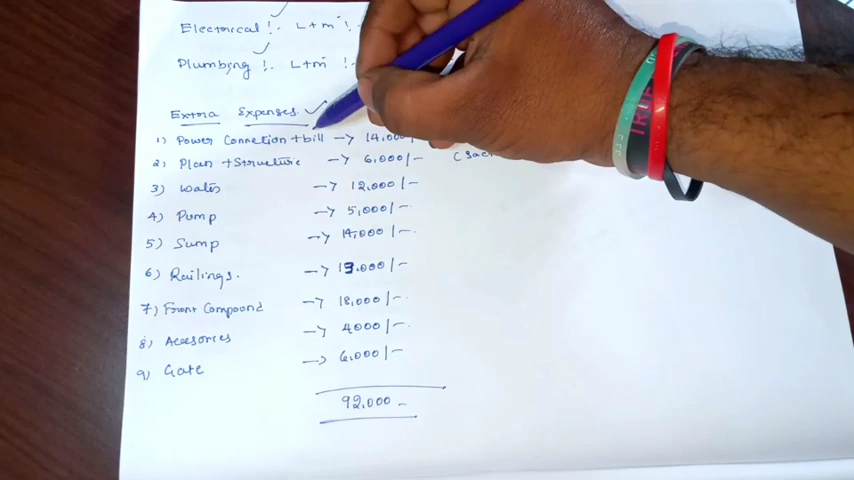 Electrical !. L+m !.
Plumbing !. L+m !.
Extra Expenses
1) Power Connetion +bill -> 14,000/-
2) Plan +Structure -> 6,000/- (Sach
3) Water -> 12,000/-
4) Pump -> 5,000/-
5) Sump -> 14,000/-
6) Railings. -> 13,000/-
7) Front Compound -> 18,000/-
8) Accesories -> 4000/-
9) Gate -> 6,000/-
92,000 -